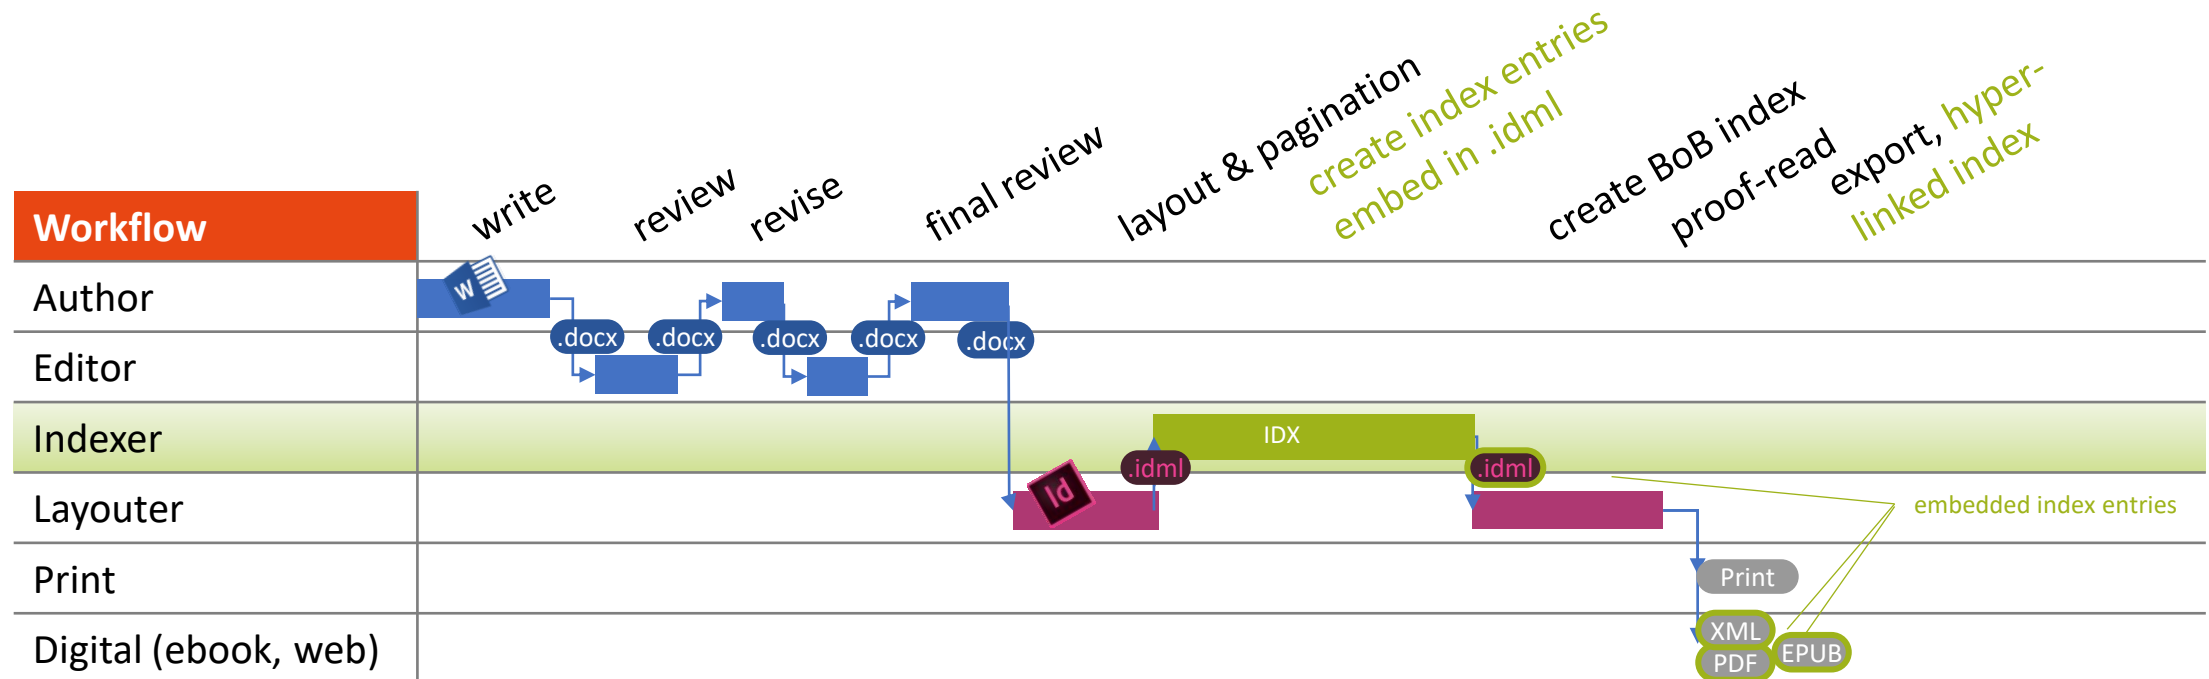 write
review
revise
final review
layout & pagination
create index entries
embed in .idml
create BoB index
proof-read
export, hyper-
linked index
Workflow
Author
W
.docx
.docx
.docx
.docx
.docx
Editor
Indexer
IDX
.idml
.idml
Layouter
Id
embedded index entries
Print
Print
Digital (ebook, web)
XML
PDF
EPUB